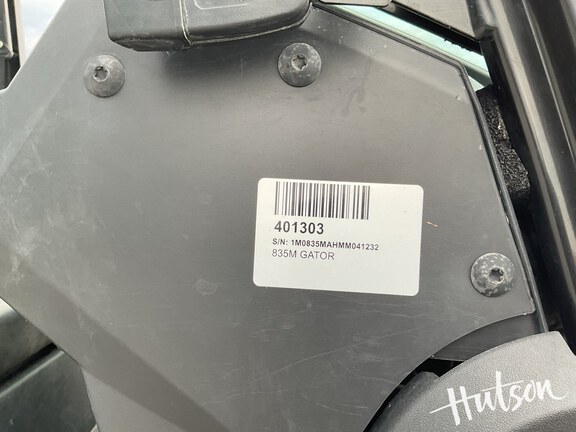 401303
S/N: 1M0835MAHMM041232
835M GATOR
Hutson